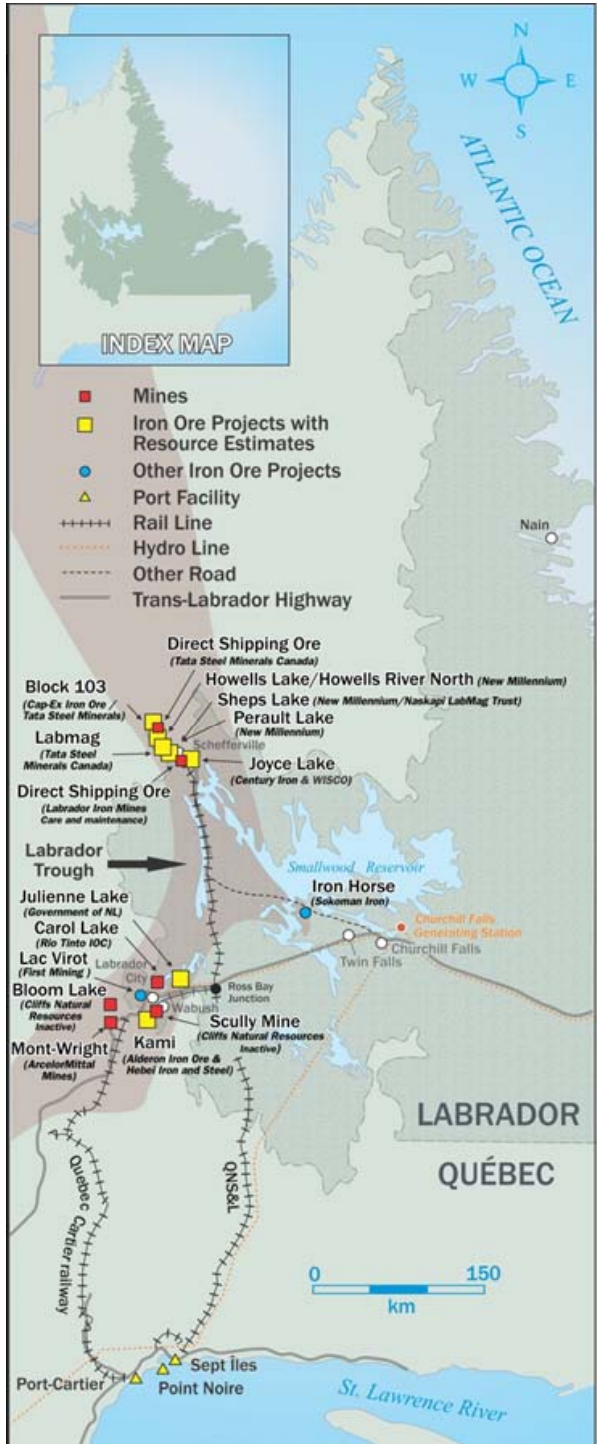 N
W
E
S
ATLANTIC OCEAN
INDEX MAP
Mines
Iron Ore Projects with
Resource Estimates
Other Iron Ore Projects
Port Facility
Rail Line
Hydro Line
Other Road
Trans-Labrador Highway
Nain
Direct Shipping Ore
(Tata Steel Minerals Canada)
Howells Lake/Howells River North (New Millennium)
Block 103
(Cap-Ex Iron Ore /
Tata Steel Minerals)
Sheps Lake (New Millennium/Naskapi LabMag Trust)
Perault Lake
(New Millennium)
Labmag
(Tata Steel
Minerals Canada)
Schefferville
Joyce Lake
(Century Iron & WISCO)
Direct Shipping Ore
(Labrador Iron Mines
Care and maintenance)
Labrador
Trough
Smallwood Reservoir
Julienne Lake
(Government of NL)
Iron Horse
(Sokoman Iron)
Carol Lake
(Rio Tinto IOC)
Churchill Falls
Generating Station
Churchill Falls
Twin Falls
Lac Virot
(First Mining )
Labrador
City
Bloom Lake
(Cliffs Natural
Resources
Inactive)
Ross Bay
Junction
Wabush
Scully Mine
(Cliffs Natural Resources
Inactive)
Mont-Wright
(ArcelorMittal
Mines)
Kami
(Alderon Iron Ore &
Hebei Iron and Steel)
LABRADOR
QUÉBEC
Quebec Cartier railway
QNS&L
0 150
km
Sept Îles
Port-Cartier
Point Noire
St. Lawrence River